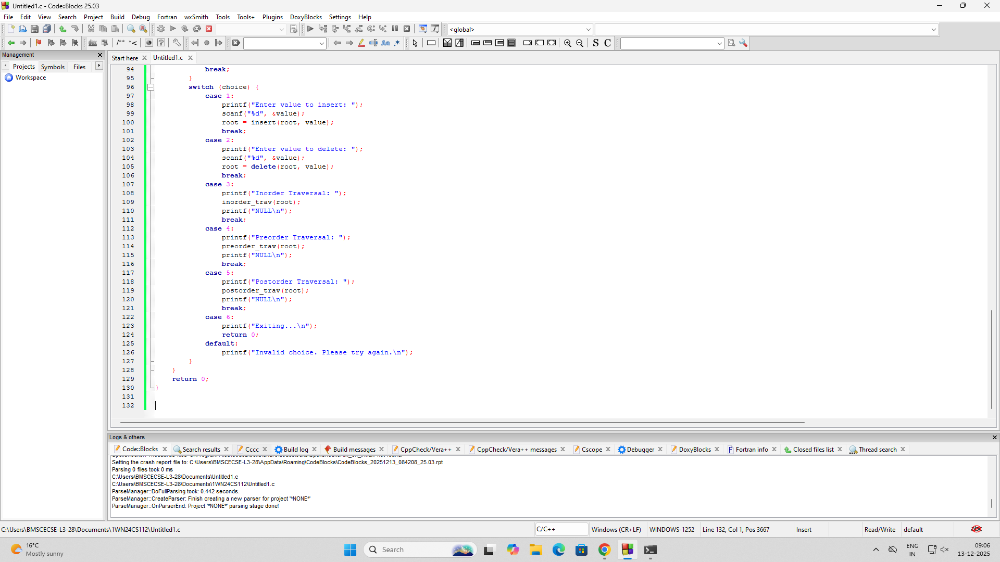 Untitled1.c - Code::Blocks 25.03
File Edit View Search Project Build Debug Fortran wxSmith Tools Tools+ Plugins DoxyBlocks Settings Help
<global>
/** *<
Aa .* S C
Management
Projects Symbols Files
Workspace
Start here Untitled1.c
94 break;
95 }
96 switch (choice) {
97 case 1:
98 printf("Enter value to insert: ");
99 scanf("%d", &value);
100 root = insert(root, value);
101 break;
102 case 2:
103 printf("Enter value to delete: ");
104 scanf("%d", &value);
105 root = delete(root, value);
106 break;
107 case 3:
108 printf("Inorder Traversal: ");
109 inorder_trav(root);
110 printf("NULL\n");
111 break;
112 case 4:
113 printf("Preorder Traversal: ");
114 preorder_trav(root);
115 printf("NULL\n");
116 break;
117 case 5:
118 printf("Postorder Traversal: ");
119 postorder_trav(root);
120 printf("NULL\n");
121 break;
122 case 6:
123 printf("Exiting...\n");
124 return 0;
125 default:
126 printf("Invalid choice. Please try again.\n");
127 }
128 }
129 return 0;
130 }
131
132
Logs & others
Code::Blocks Search results Cccc Build log Build messages CppCheck/Vera++ CppCheck/Vera++ messages Cscope Debugger DoxyBlocks Fortran info Closed files list Thread search
Setting the crash report file to: C:\Users\BMSCECSE-L3-28\AppData\Roaming\CodeBlocks\CodeBlocks_20251213_084208_25.03.rpt
Parsing 0 files took 0 ms
C:\Users\BMSCECSE-L3-28\Documents\Untitled1.c
C:\Users\BMSCECSE-L3-28\Documents\1WN24CS112\Untitled1.c
ParseManager::DoFullParsing took: 0.442 seconds.
ParseManager::CreateParser: Finish creating a new parser for project '*NONE*'
ParseManager::OnParserEnd: Project '*NONE*' parsing stage done!
C:\Users\BMSCECSE-L3-28\Documents\1WN24CS112\Untitled1.c C/C++ Windows (CR+LF) WINDOWS-1252 Line 132, Col 1, Pos 3667 Insert Read/Write default abc
16°C
Mostly sunny
Search
ENG
IN
09:06
13-12-2025